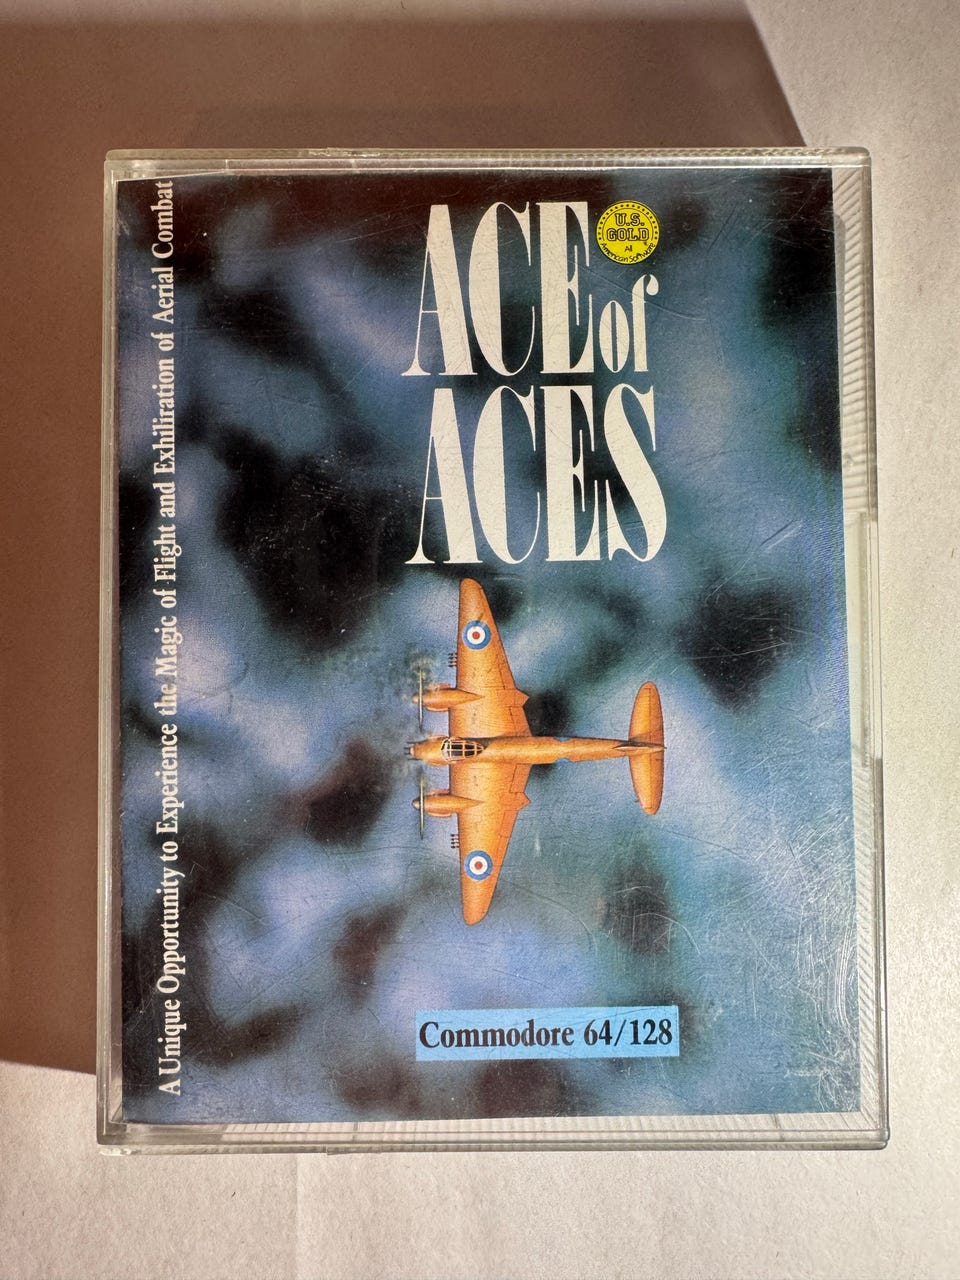 ACE of
ACES
U.S.
GOLD
All
American Software
A Unique Opportunity to Experience the Magic of Flight and Exhiliration of Aerial Combat
Commodore 64/128